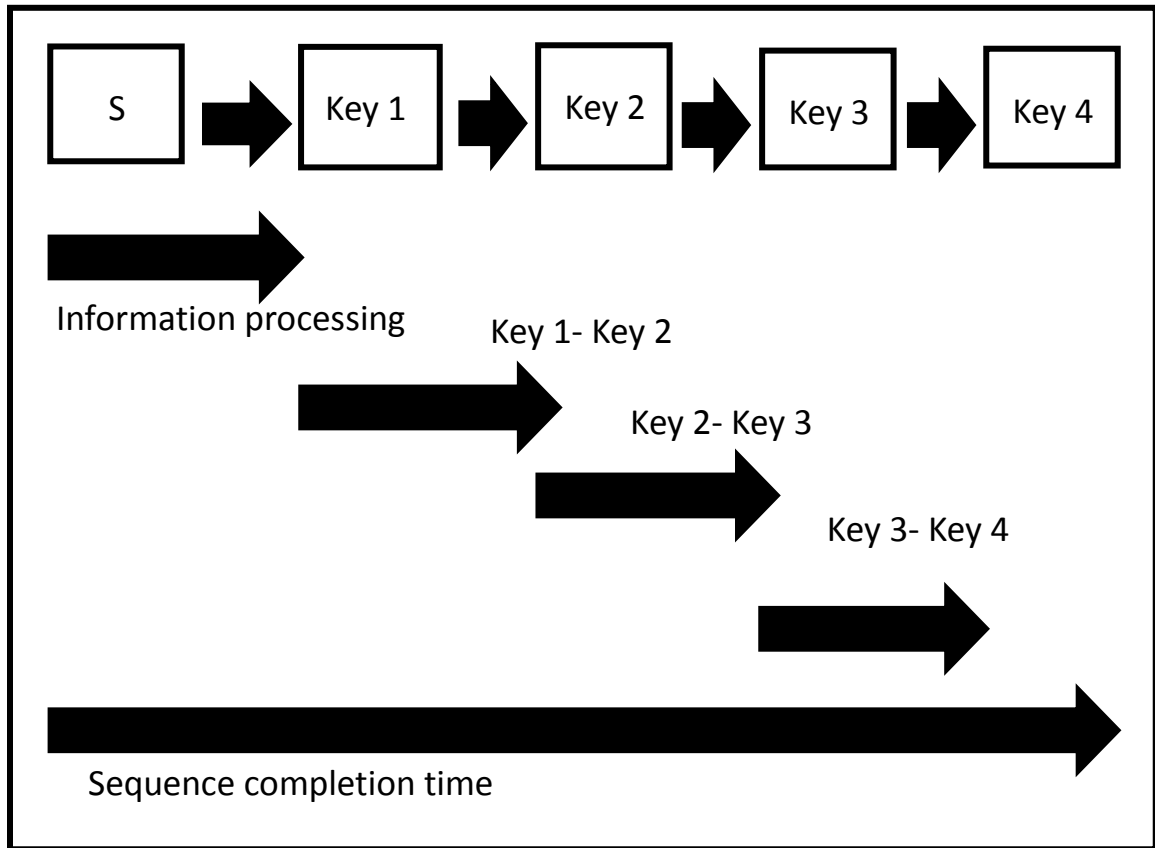 S
Key 1
Key 2
Key 3
Key 4
Information processing
Key 1- Key 2
Key 2- Key 3
Key 3- Key 4
Sequence completion time